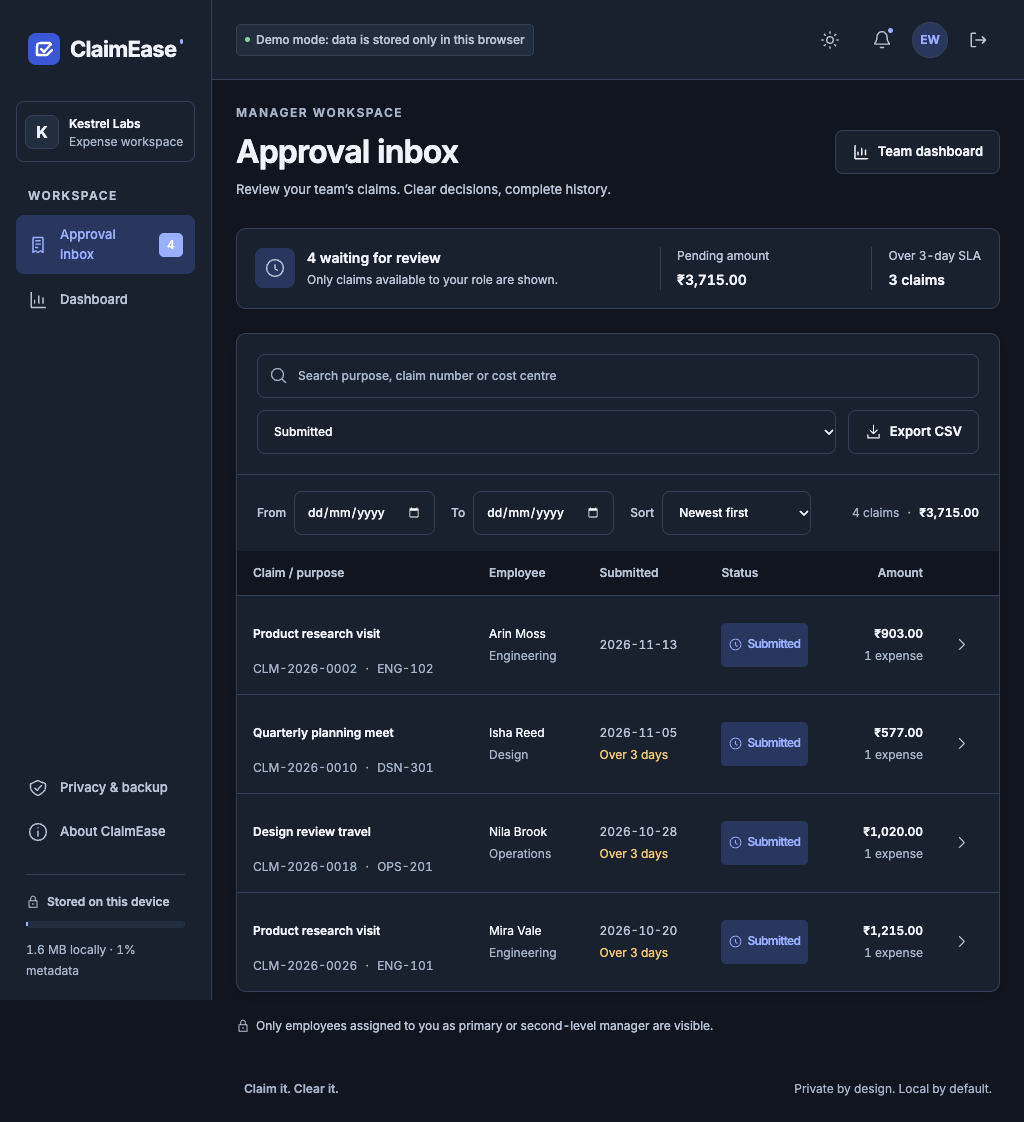 ClaimEase
K
Kestrel Labs
Expense workspace
WORKSPACE
Approval
Inbox
4
Dashboard
Privacy & backup
About ClaimEase
Stored on this device
1.6 MB locally · 1%
metadata
Demo mode: data is stored only in this browser
EW
MANAGER WORKSPACE
Approval inbox
Review your team’s claims. Clear decisions, complete history.
Team dashboard
4 waiting for review
Only claims available to your role are shown.
Pending amount
₹3,715.00
Over 3-day SLA
3 claims
Search purpose, claim number or cost centre
Submitted
Export CSV
From dd/mm/yyyy To dd/mm/yyyy Sort Newest first 4 claims · ₹3,715.00
Claim / purpose Employee Submitted Status Amount
Product research visit
CLM-2026-0002 · ENG-102
Arin Moss
Engineering
2026-11-13
Submitted
₹903.00
1 expense
Quarterly planning meet
CLM-2026-0010 · DSN-301
Isha Reed
Design
2026-11-05
Over 3 days
Submitted
₹577.00
1 expense
Design review travel
CLM-2026-0018 · OPS-201
Nila Brook
Operations
2026-10-28
Over 3 days
Submitted
₹1,020.00
1 expense
Product research visit
CLM-2026-0026 · ENG-101
Mira Vale
Engineering
2026-10-20
Over 3 days
Submitted
₹1,215.00
1 expense
Only employees assigned to you as primary or second-level manager are visible.
Claim it. Clear it.
Private by design. Local by default.